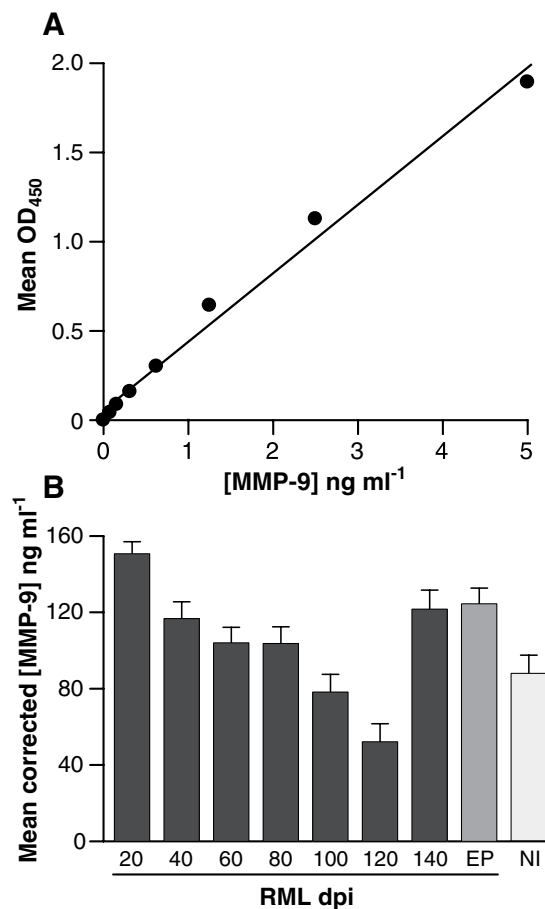 A
2.0
1.5
1.0
0.5
0
Mean OD450
0 1 2 3 4 5
[MMP-9] ng ml-1
B
160
120
80
40
0
Mean corrected [MMP-9] ng ml-1
20 40 60 80 100 120 140 EP NI
RML dpi